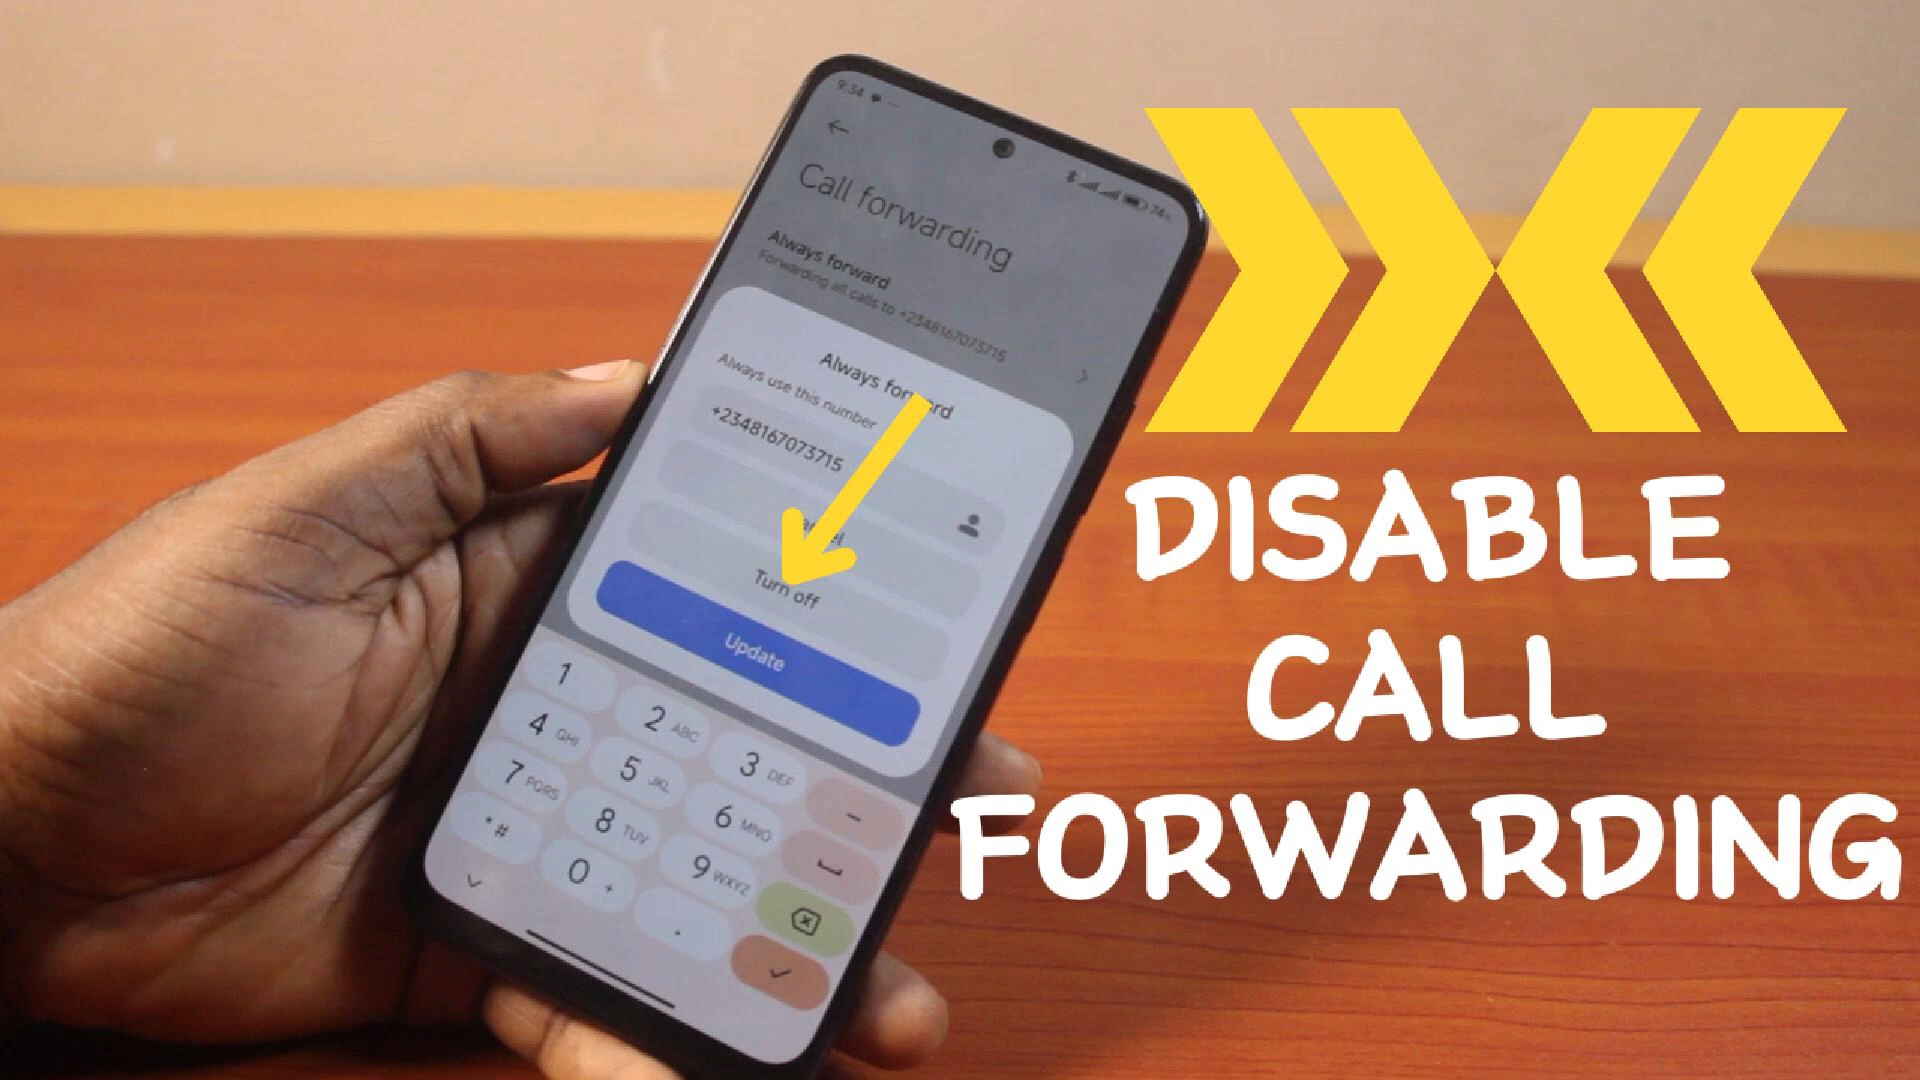 9:34
74
Call forwarding
Always forward
Forwarding all calls to +2348167073715
Always forward
Always use this number
+2348167073715
Turn off
Update
1
2 ABC
3 DEF
-
4 GHI
5 JKL
6 MNO
7 PQRS
8 TUV
9 WXYZ
*#
0 +
.
DISABLE
CALL
FORWARDING